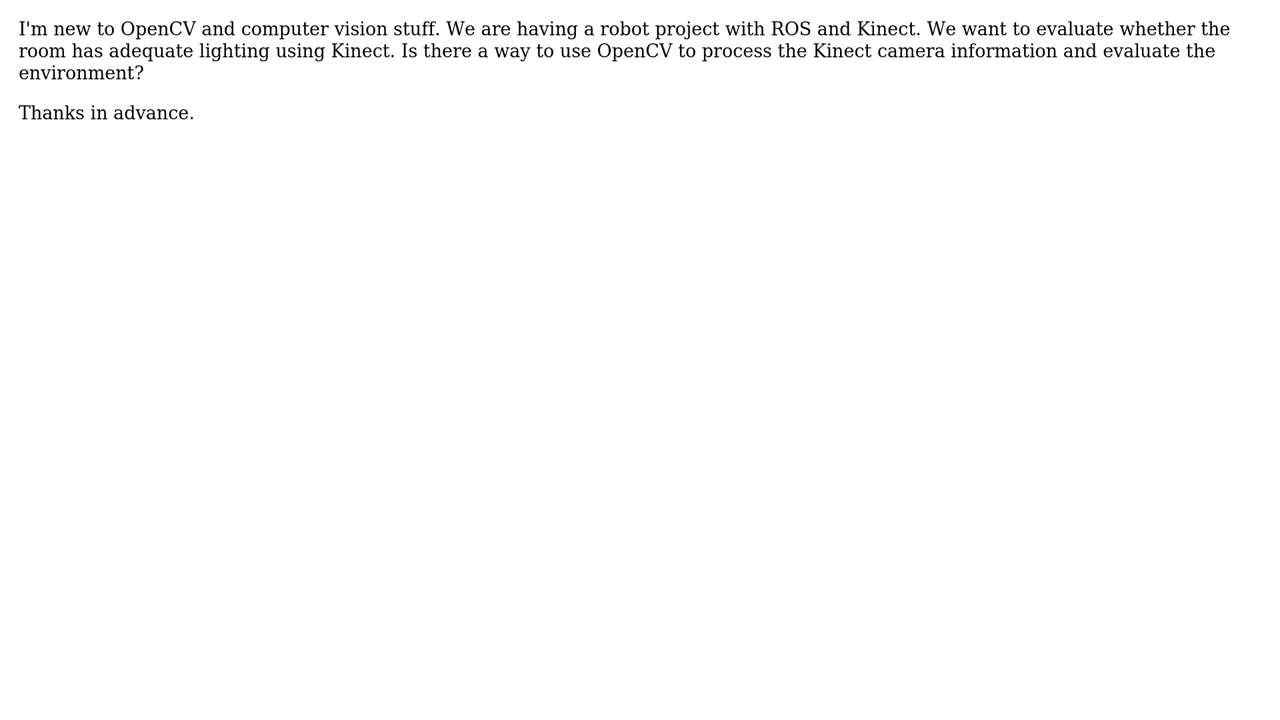 I'm new to OpenCV and computer vision stuff. We are having a robot project with ROS and Kinect. We want to evaluate whether the
room has adequate lighting using Kinect. Is there a way to use OpenCV to process the Kinect camera information and evaluate the
environment?
Thanks in advance.